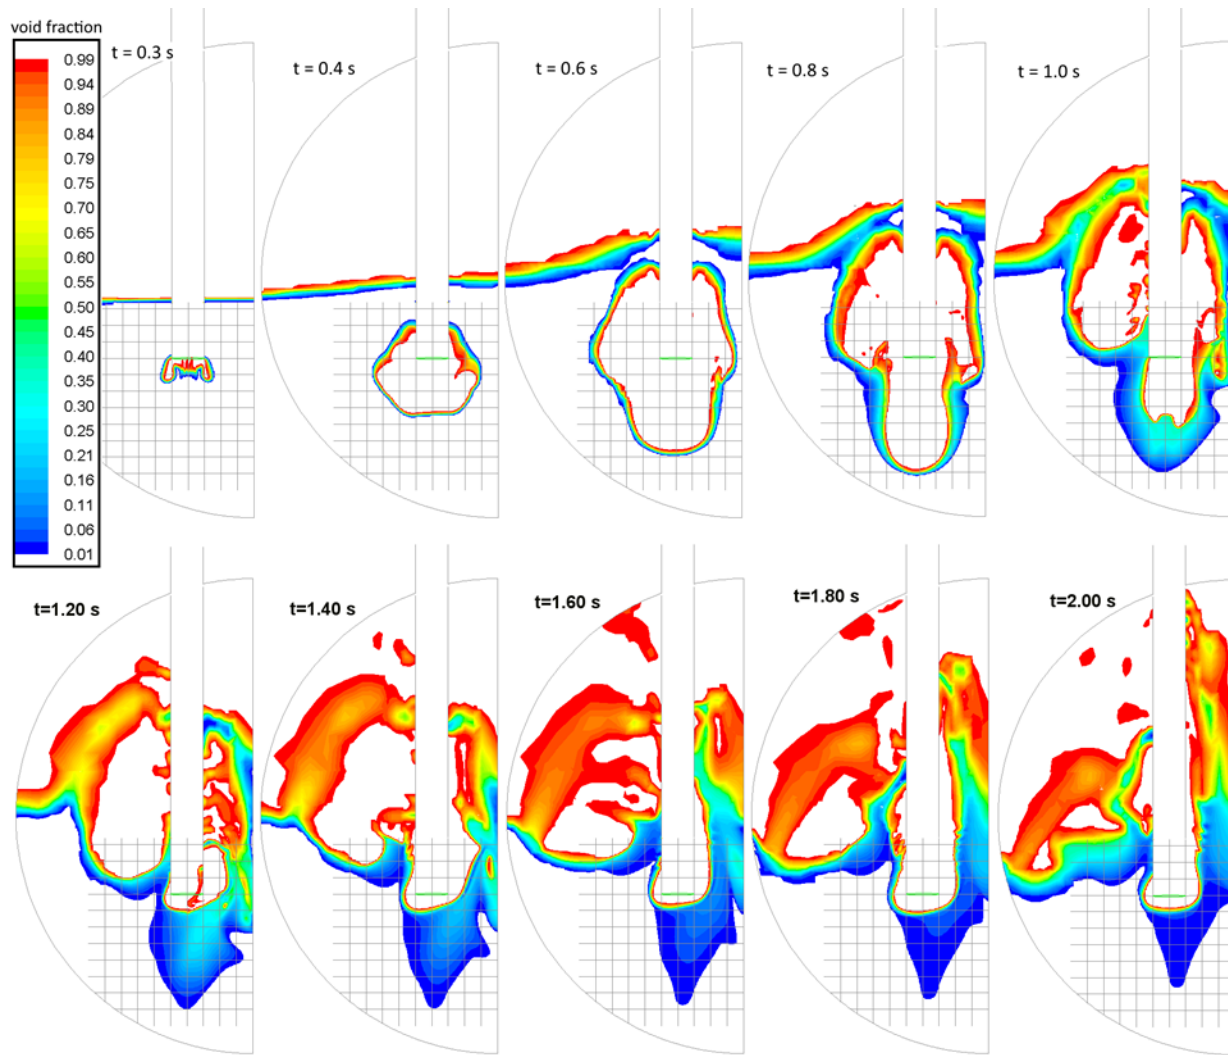 void fraction
0.99
0.94
0.89
0.84
0.79
0.75
0.70
0.65
0.60
0.55
0.50
0.45
0.40
0.35
0.30
0.25
0.21
0.16
0.11
0.06
0.01
t = 0.3 s
t = 0.4 s
t = 0.6 s
t = 0.8 s
t = 1.0 s
t=1.20 s
t=1.40 s
t=1.60 s
t=1.80 s
t=2.00 s